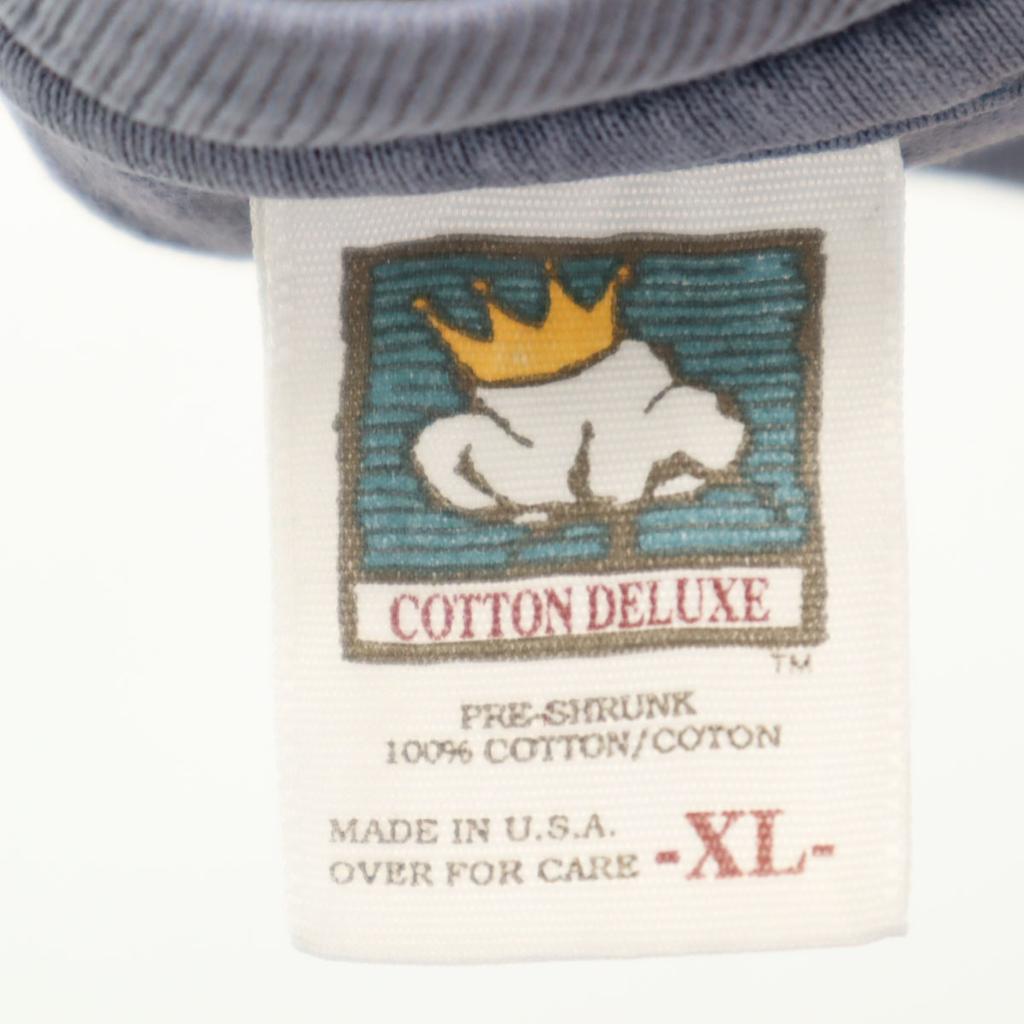 COTTON DELUXE
TM
PRE-SHRUNK
100% COTTON/COTON
MADE IN U.S.A.
OVER FOR CARE
-XL-